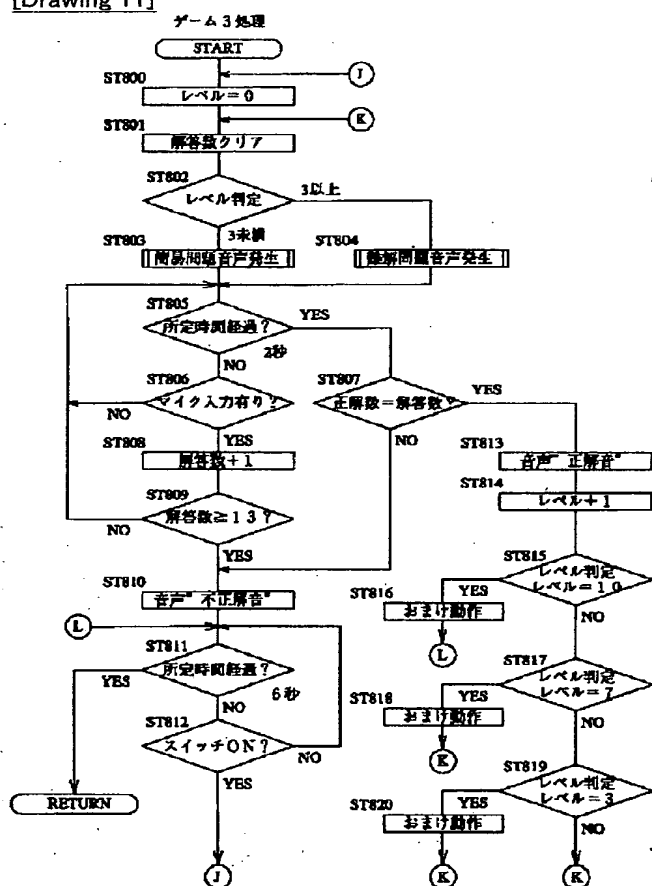 [Drawing 11]
ゲーム3処理
START
J
ST800
レベル=0
K
ST801
解答数クリア
ST802
レベル判定
3以上
3未満
ST803
簡易問題音声発生
ST804
難解問題音声発生
ST805
所定時間経過?
YES
2秒
NO
ST806
マイク入力有り?
NO
YES
ST807
正解数=解答数?
YES
NO
ST808
解答数+1
ST809
解答数≧13?
NO
YES
ST810
音声"不正解音"
L
ST811
所定時間経過?
YES
6秒
NO
ST812
スイッチON?
NO
YES
RETURN
J
ST813
音声"正解音"
ST814
レベル+1
ST815
レベル判定
レベル=10
YES
NO
ST816
おまけ動作
L
ST817
レベル判定
レベル=7
YES
NO
ST818
おまけ動作
K
ST819
レベル判定
レベル=3
YES
NO
ST820
おまけ動作
K
K